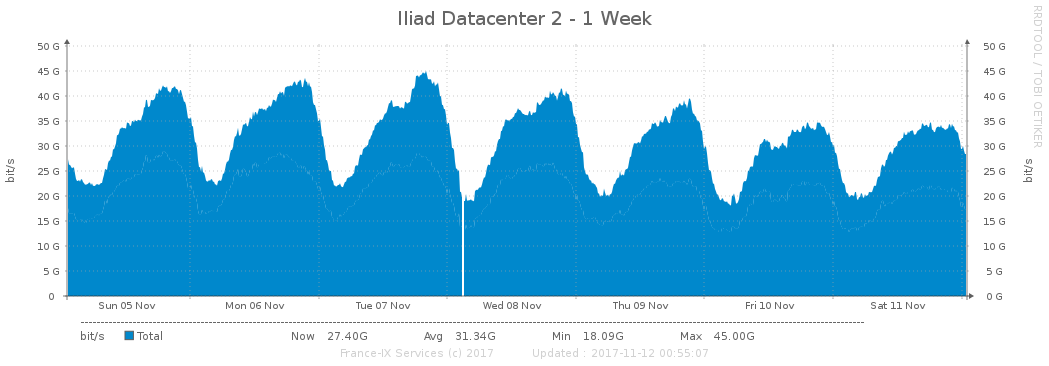 Iliad Datacenter 2 - 1 Week
RRDTOOL / TOBI OETIKER
50 G 50 G
45 G 45 G
40 G 40 G
35 G 35 G
30 G 30 G
25 G 25 G
20 G 20 G
15 G 15 G
10 G 10 G
5 G 5 G
0 0 G
bit/s bit/s
Sun 05 Nov Mon 06 Nov Tue 07 Nov Wed 08 Nov Thu 09 Nov Fri 10 Nov Sat 11 Nov
bit/s Total Now 27.40G Avg 31.34G Min 18.09G Max 45.00G
France-IX Services (c) 2017 Updated : 2017-11-12 00:55:07